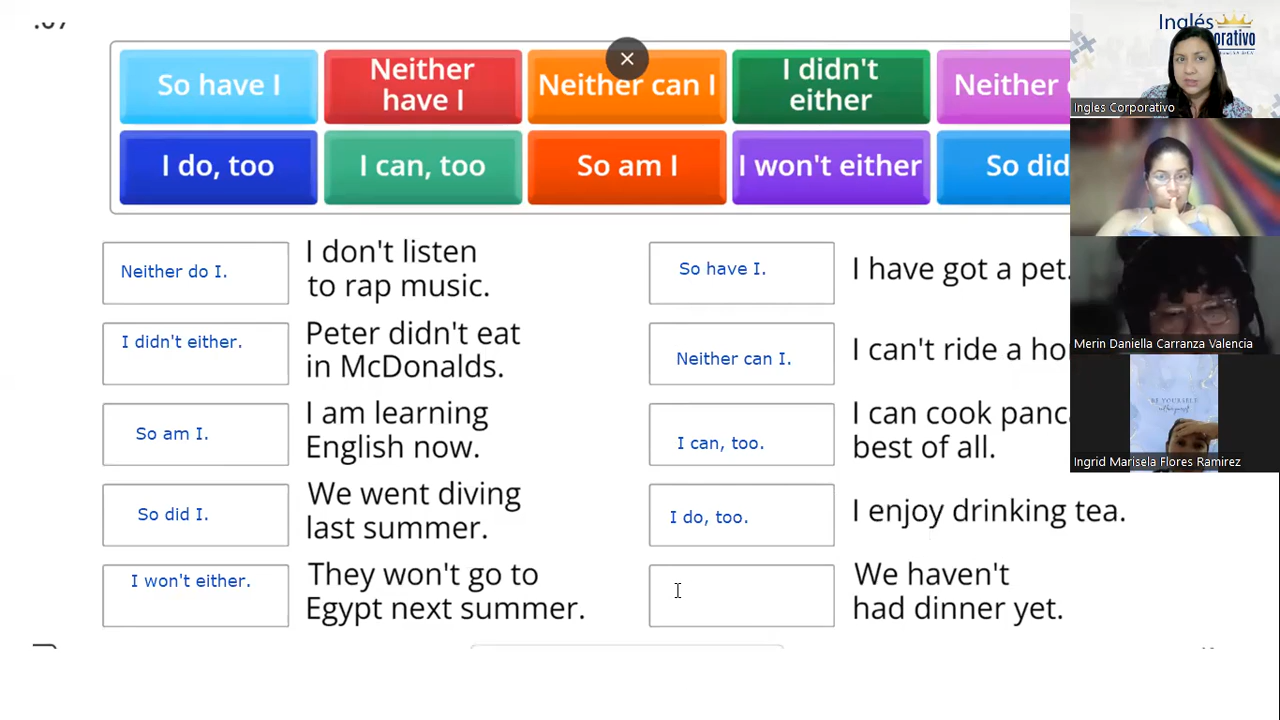 So have I
Neither
have I
Neither can I
I didn't
either
Neither
I do, too
I can, too
So am I
I won't either
So did
Neither do I.
I don't listen
to rap music.
I didn't either.
Peter didn't eat
in McDonalds.
So am I.
I am learning
English now.
So did I.
We went diving
last summer.
I won't either.
They won't go to
Egypt next summer.
So have I.
I have got a pet.
Neither can I.
I can't ride a
I can, too.
I can cook
best of all.
I do, too.
I enjoy drinking tea.
We haven't
had dinner yet.
Inglés
Ingles Corporativo
Merin Daniella Carranza Valencia
BE YOURSELF
Ingrid Marisela Flores Ramirez